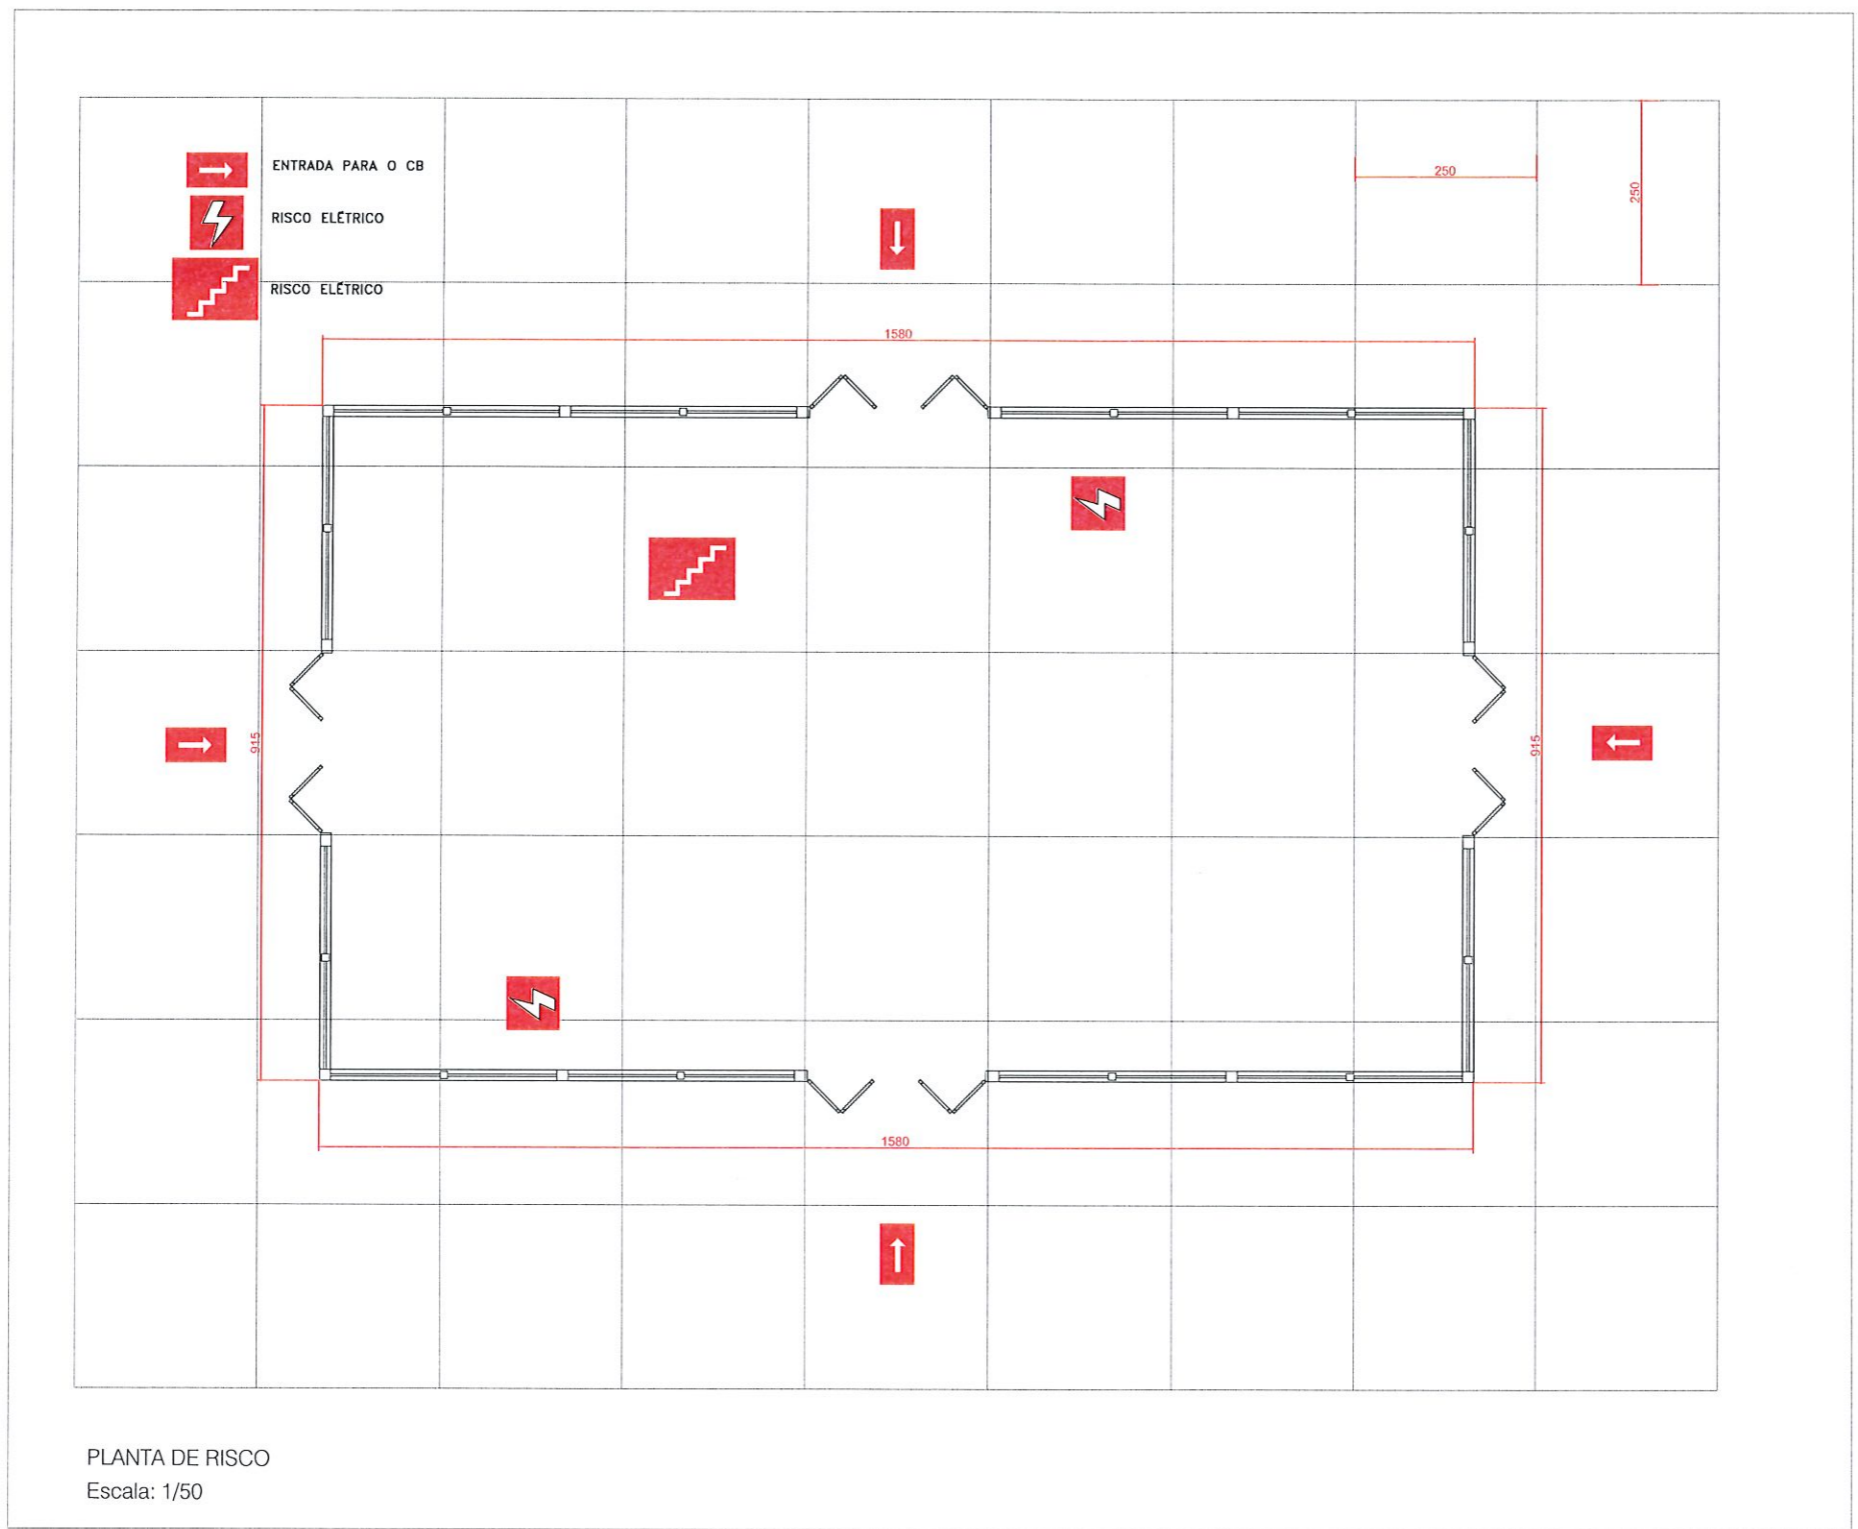 ENTRADA PARA O CB
RISCO ELÉTRICO
RISCO ELÉTRICO
250
250
1580
915
915
1580
PLANTA DE RISCO
Escala: 1/50